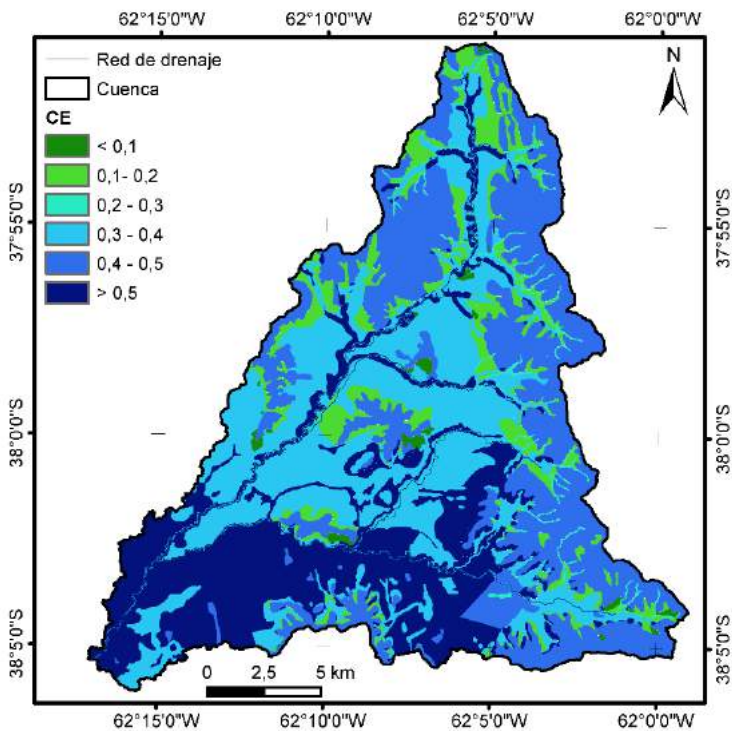 62°15'0"W 62°10'0"W 62°5'0"W 62°0'0"W
Red de drenaje
Cuenca
CE
< 0,1
0,1- 0,2
0,2 - 0,3
0,3 - 0,4
0,4 - 0,5
> 0,5
N
37°55'0"S
37°55'0"S
38°0'0"S
38°0'0"S
38°5'0"S
38°5'0"S
0 2,5 5 km
62°15'0"W 62°10'0"W 62°5'0"W 62°0'0"W